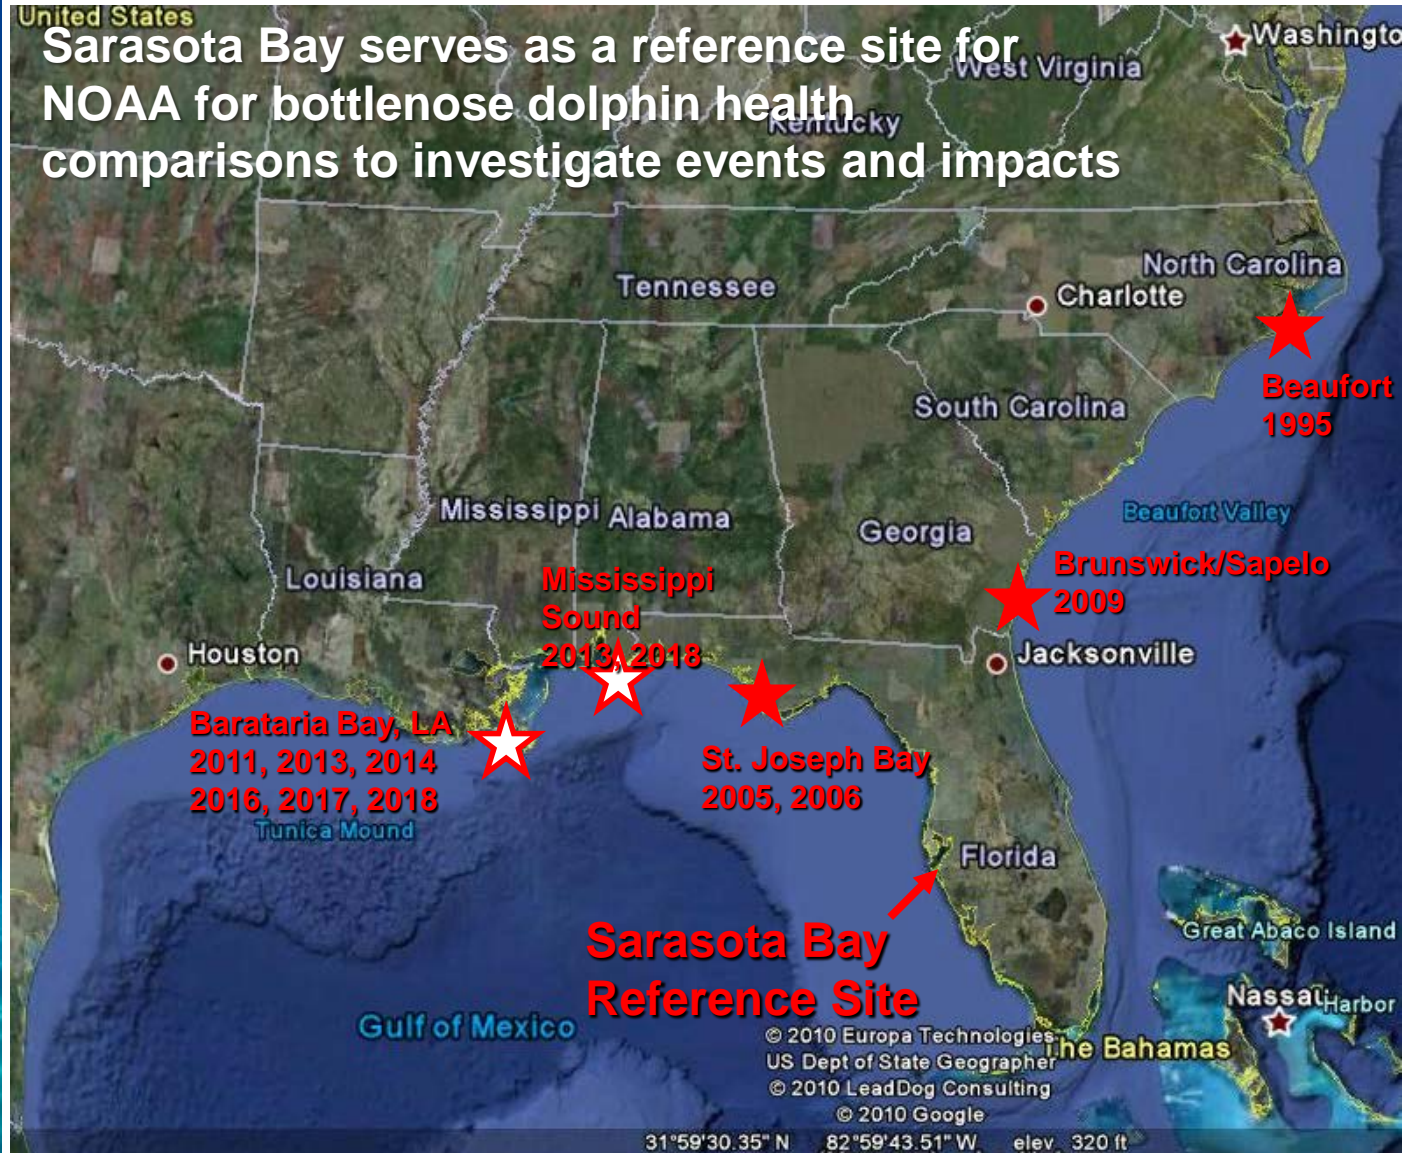 United States
Sarasota Bay serves as a reference site for
NOAA for bottlenose dolphin health
comparisons to investigate events and impacts
Washingto
West Virginia
Kentucky
North Carolina
Tennessee
Charlotte
Beaufort
1995
South Carolina
Mississippi
Alabama
Georgia
Beaufort Valley
Louisiana
Mississippi
Sound
2013, 2018
Brunswick/Sapelo
2009
Houston
Jacksonville
Barataria Bay, LA
2011, 2013, 2014
2016, 2017, 2018
Tunica Mound
St. Joseph Bay
2005, 2006
Florida
Sarasota Bay
Reference Site
Great Abaco Island
Nassau
Harbor
Gulf of Mexico
The Bahamas
© 2010 Europa Technologies
US Dept of State Geographer
© 2010 LeadDog Consulting
© 2010 Google
31°59'30.35" N 82°59'43.51" W elev 320 ft